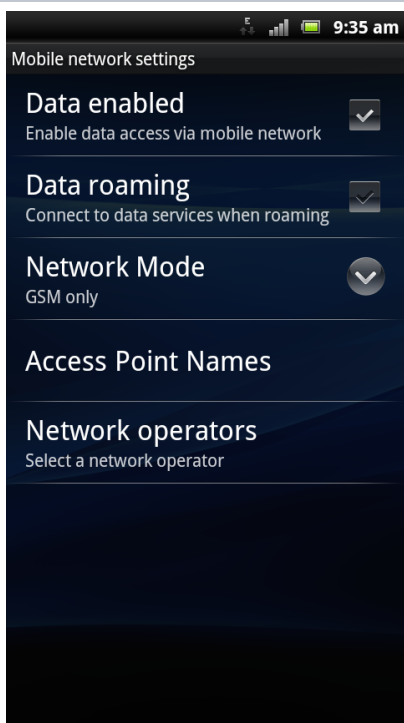 E
9:35 am
Mobile network settings
Data enabled
Enable data access via mobile network
Data roaming
Connect to data services when roaming
Network Mode
GSM only
Access Point Names
Network operators
Select a network operator